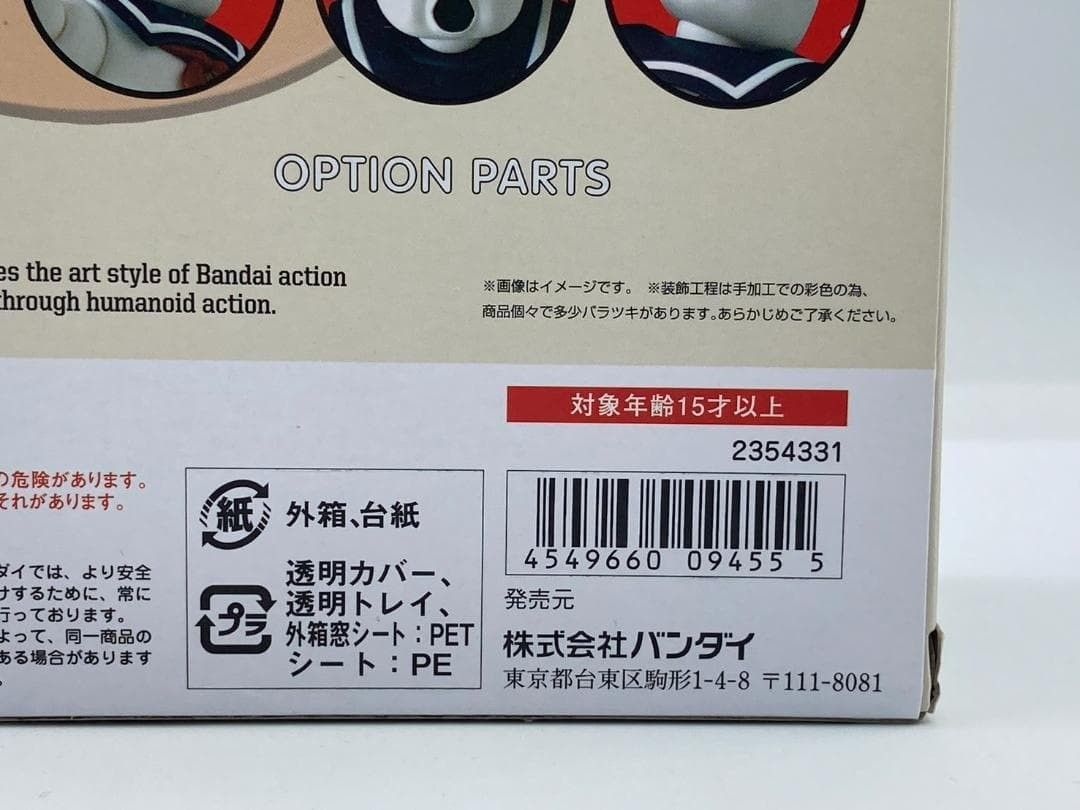 OPTION PARTS
es the art style of Bandai action
through humanoid action.
※画像はイメージです。 ※装飾工程は手加工での彩色の為、
商品個々で多少バラツキがあります。あらかじめご了承ください。
対象年齢15才以上
2354331
の危険があります。
それがあります。
紙 外箱、台紙
プラ 透明カバー、
透明トレイ、
外箱窓シート:PET
シート:PE
4549660 09455 5
発売元
株式会社バンダイ
東京都台東区駒形1-4-8 〒111-8081
ダイでは、より安全
けするために、常に
行っております。
よって、同一商品の
ある場合があります
。